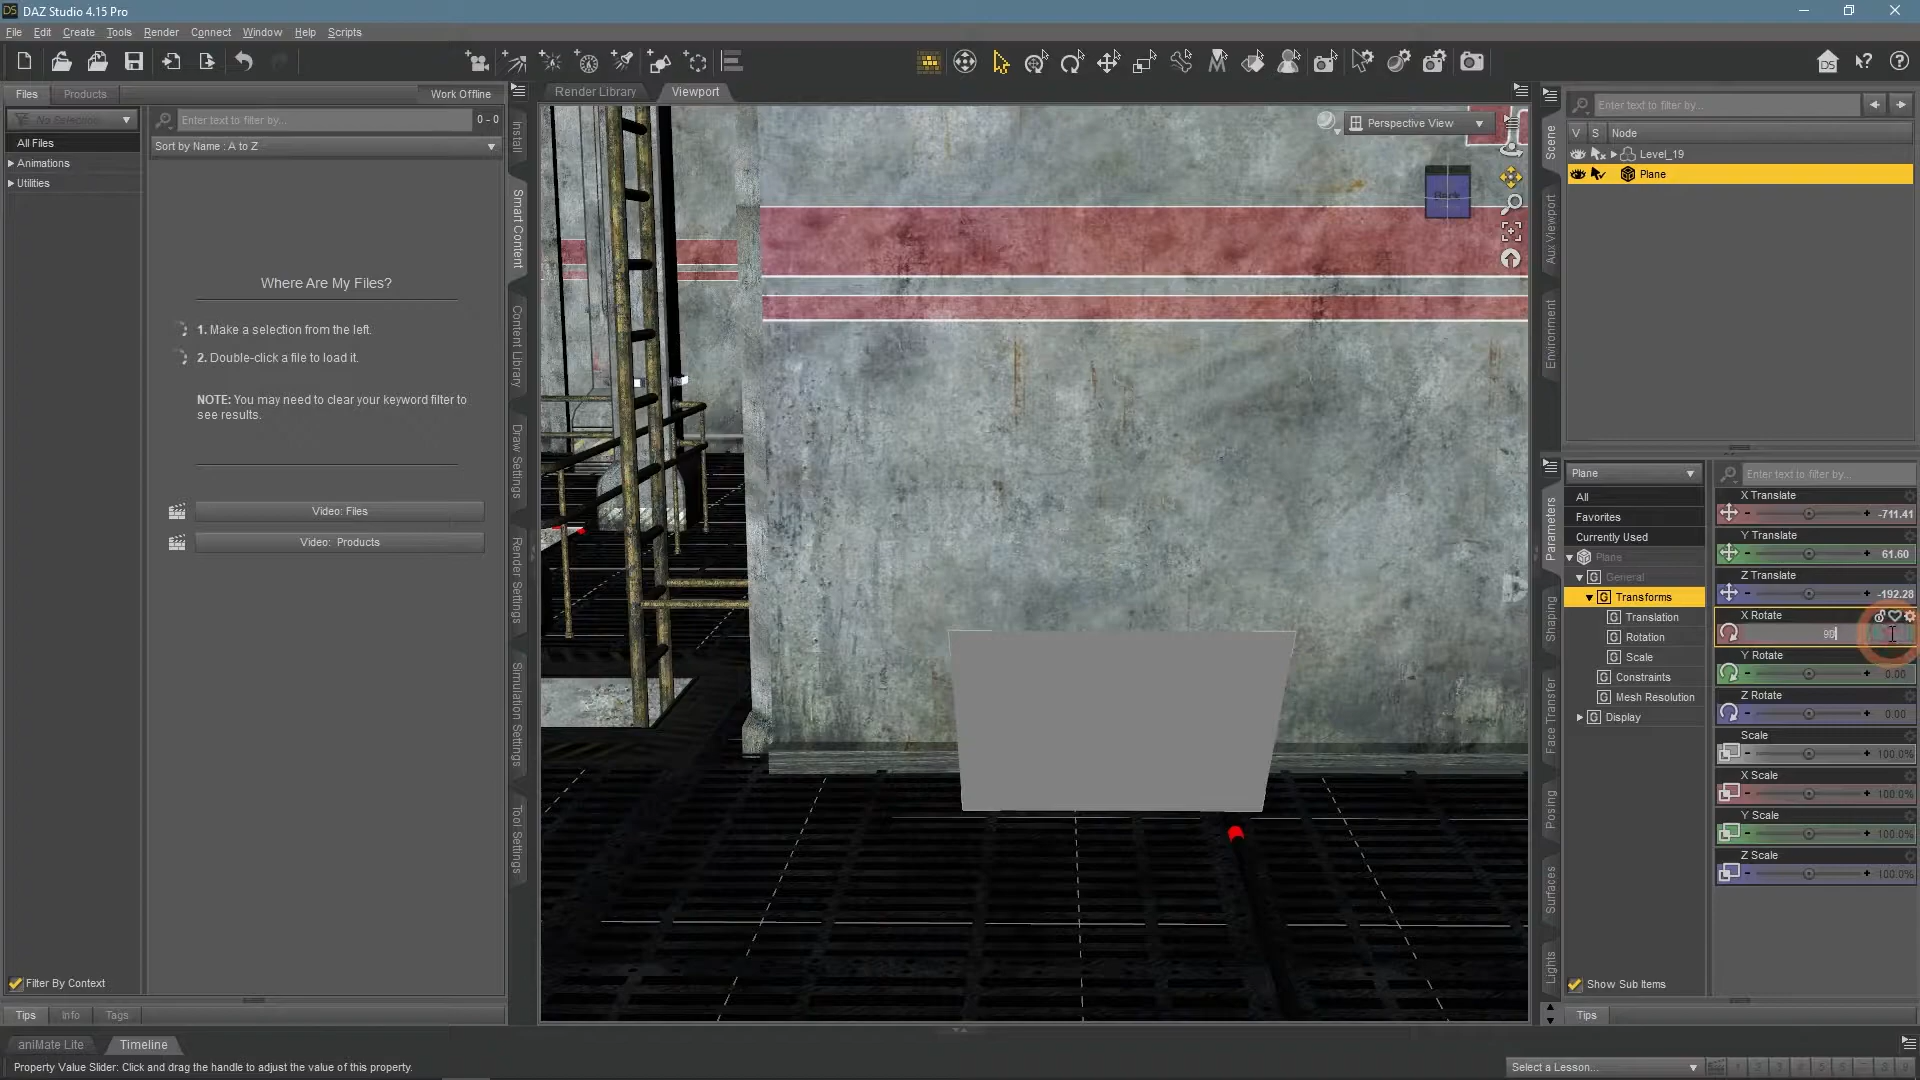 DAZ Studio 4.15 Pro
File Edit Create Tools Render Connect Window Help Scripts
Files Products Work Offline
No Selection
Enter text to filter by... 0 - 0
All Files
Sort by Name : A to Z
Animations
Utilities
Where Are My Files?
1. Make a selection from the left.
2. Double-click a file to load it.
NOTE: You may need to clear your keyword filter to
see results.
Video: Files
Video: Products
Filter By Context
Tips Info Tags
Install
Smart Content
Content Library
Draw Settings
Render Settings
Simulation Settings
Tool Settings
Render Library Viewport
Perspective View
Back
Scene
Aux Viewport
Environment
Enter text to filter by...
V S Node
Level_19
Plane
Parameters
Shaping
Face Transfer
Posing
Surfaces
Lights
Plane
Enter text to filter by...
All
Favorites
Currently Used
Plane
General
Transforms
Translation
Rotation
Scale
Constraints
Mesh Resolution
Display
X Translate
-711.41
Y Translate
61.60
Z Translate
-192.28
X Rotate
90
Y Rotate
0.00
Z Rotate
0.00
Scale
100.0%
X Scale
100.0%
Y Scale
100.0%
Z Scale
100.0%
Show Sub Items
Tips
aniMate Lite Timeline
Property Value Slider: Click and drag the handle to adjust the value of this property.
Select a Lesson...